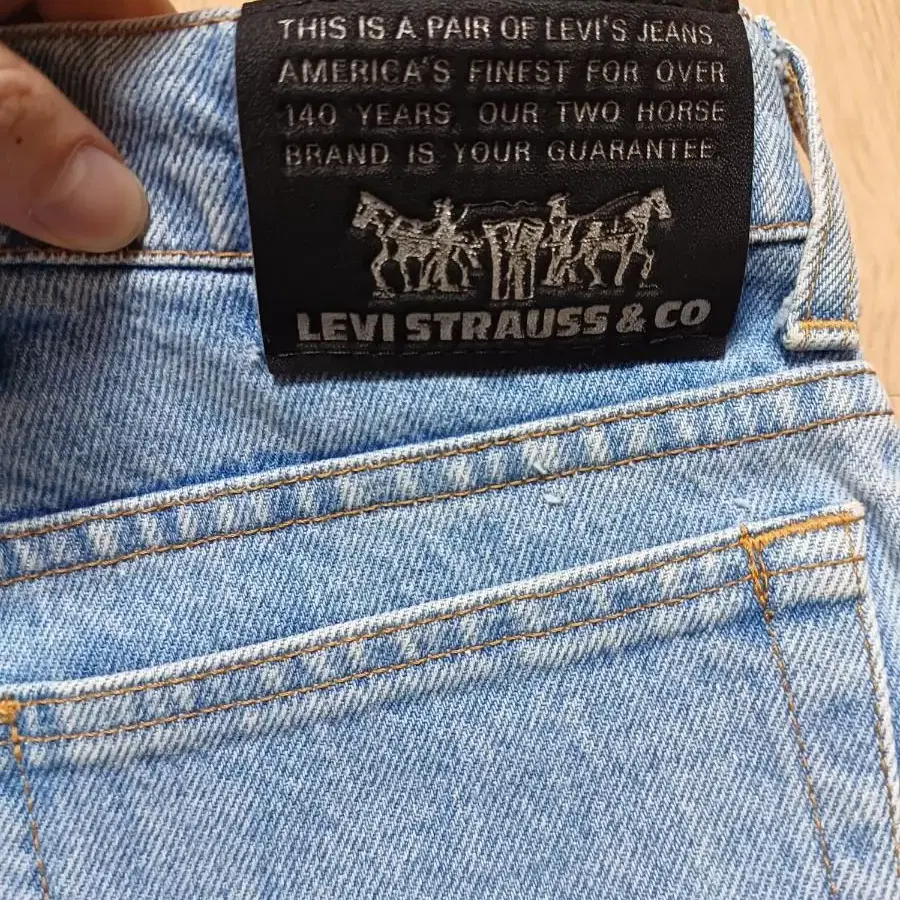 THIS IS A PAIR OF LEVI'S JEANS.
AMERICA'S FINEST FOR OVER
140 YEARS. OUR TWO HORSE
BRAND IS YOUR GUARANTEE.
LEVI STRAUSS & CO